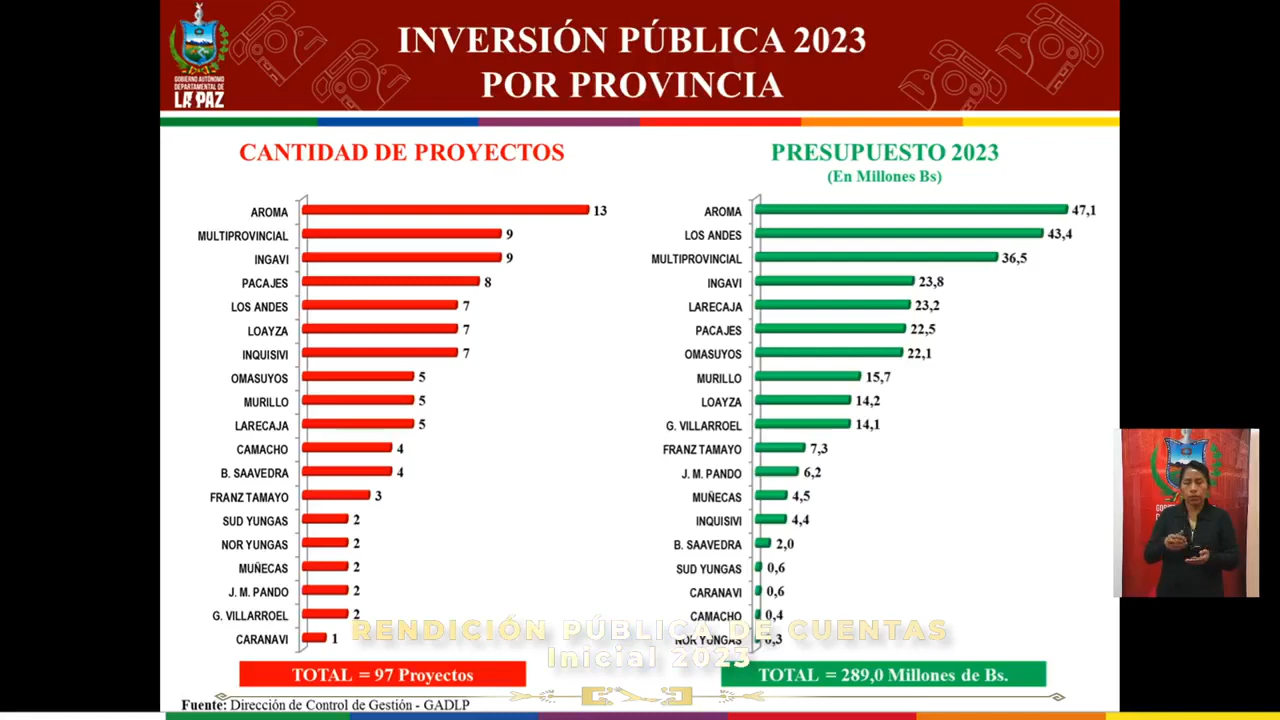 GOBIERNO AUTÓNOMO
DEPARTAMENTAL DE
LA PAZ
INVERSIÓN PÚBLICA 2023
POR PROVINCIA
CANTIDAD DE PROYECTOS
AROMA 13
MULTIPROVINCIAL 9
INGAVI 9
PACAJES 8
LOS ANDES 7
LOAYZA 7
INQUISIVI 7
OMASUYOS 5
MURILLO 5
LARECAJA 5
CAMACHO 4
B. SAAVEDRA 4
FRANZ TAMAYO 3
SUD YUNGAS 2
NOR YUNGAS 2
MUÑECAS 2
J. M. PANDO 2
G. VILLARROEL 2
CARANAVI 1
TOTAL = 97 Proyectos
PRESUPUESTO 2023
(En Millones Bs)
AROMA 47,1
LOS ANDES 43,4
MULTIPROVINCIAL 36,5
INGAVI 23,8
LARECAJA 23,2
PACAJES 22,5
OMASUYOS 22,1
MURILLO 15,7
LOAYZA 14,2
G. VILLARROEL 14,1
FRANZ TAMAYO 7,3
J. M. PANDO 6,2
MUÑECAS 4,5
INQUISIVI 4,4
B. SAAVEDRA 2,0
SUD YUNGAS 0,6
CARANAVI 0,6
CAMACHO 0,4
NOR YUNGAS 0,3
TOTAL = 289,0 Millones de Bs.
RENDICIÓN PÚBLICA DE CUENTAS
Inicial 2023
Fuente: Dirección de Control de Gestión - GADLP